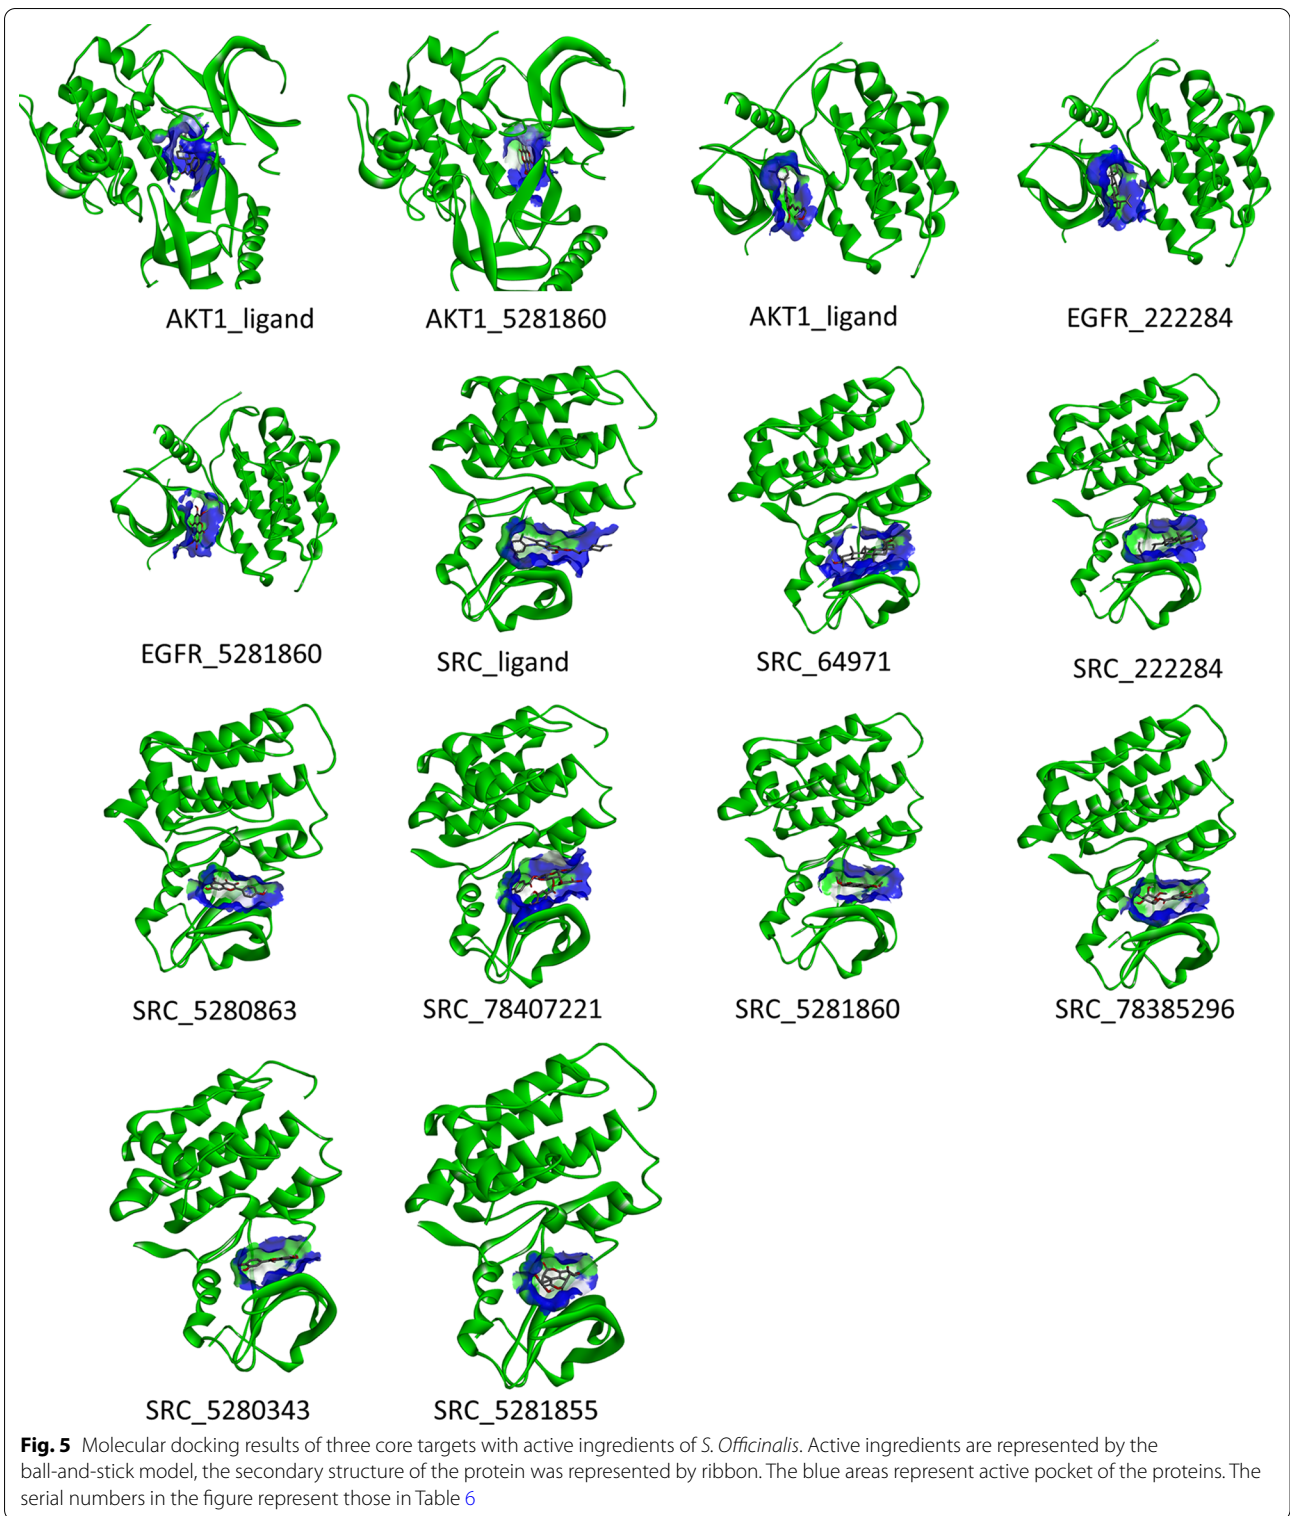 AKT1_ligand
AKT1_5281860
AKT1_ligand
EGFR_222284
EGFR_5281860
SRC_ligand
SRC_64971
SRC_222284
SRC_5280863
SRC_78407221
SRC_5281860
SRC_78385296
SRC_5280343
SRC_5281855
Fig. 5 Molecular docking results of three core targets with active ingredients of S. Officinalis. Active ingredients are represented by the
ball-and-stick model, the secondary structure of the protein was represented by ribbon. The blue areas represent active pocket of the proteins. The
serial numbers in the figure represent those in Table 6